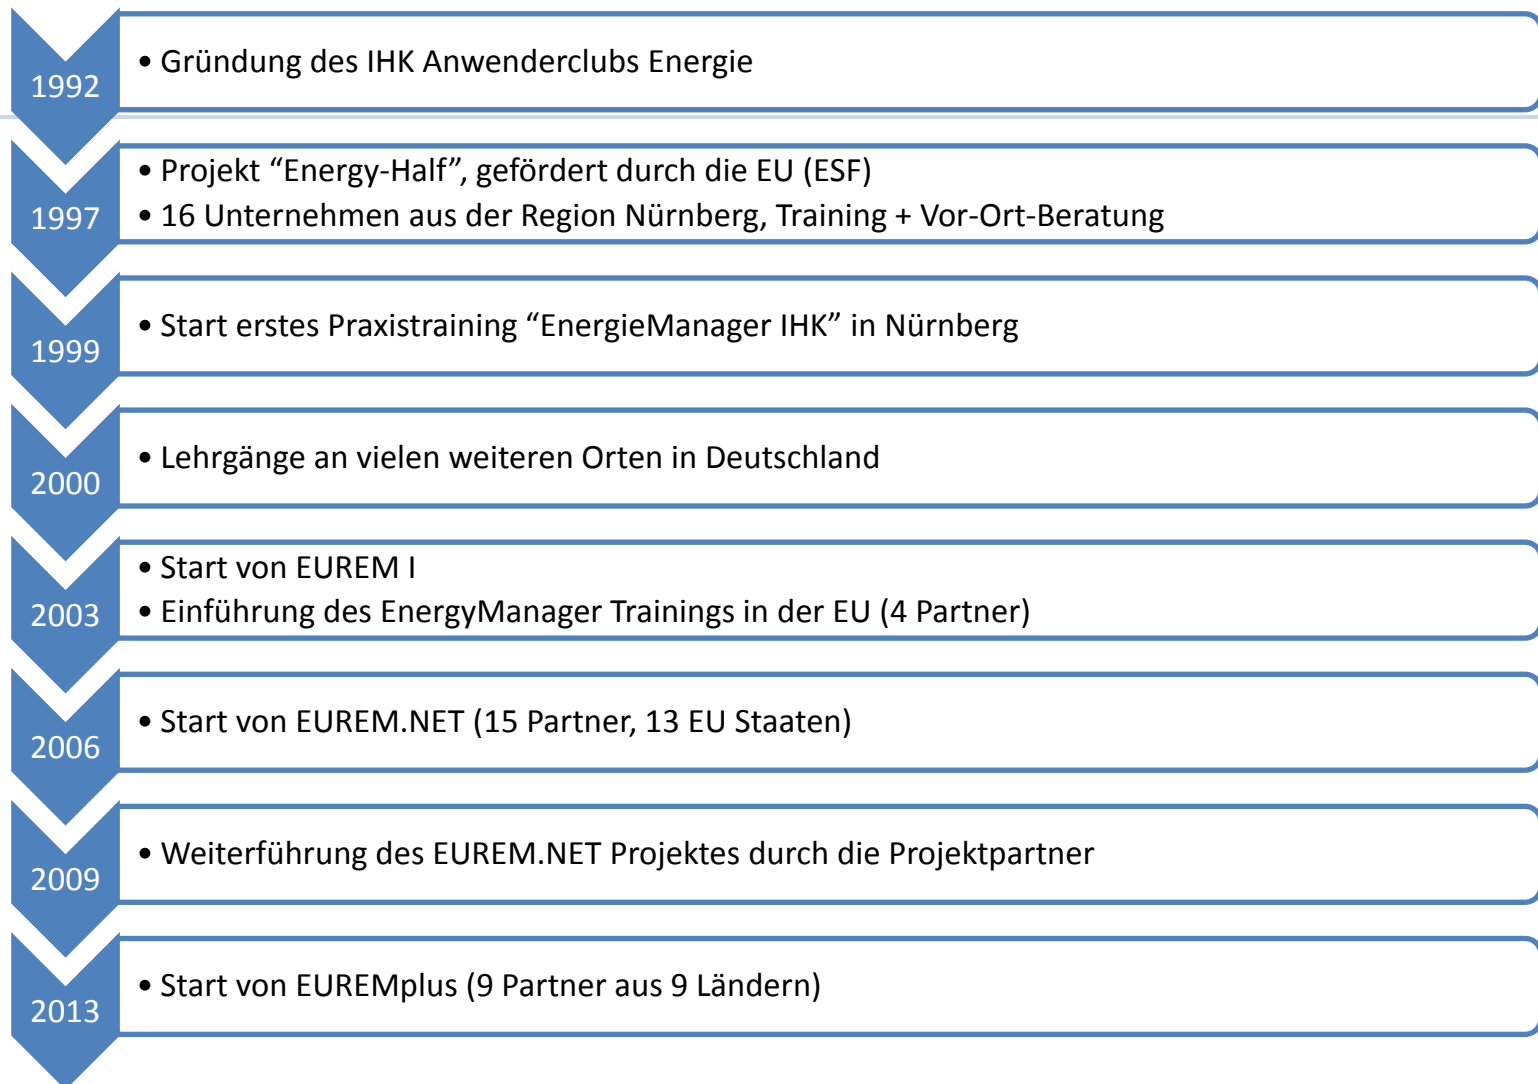 1992
• Gründung des IHK Anwenderclubs Energie
1997
• Projekt “Energy-Half”, gefördert durch die EU (ESF)
• 16 Unternehmen aus der Region Nürnberg, Training + Vor-Ort-Beratung
1999
• Start erstes Praxistraining “EnergieManager IHK” in Nürnberg
2000
• Lehrgänge an vielen weiteren Orten in Deutschland
2003
• Start von EUREM I
• Einführung des EnergyManager Trainings in der EU (4 Partner)
2006
• Start von EUREM.NET (15 Partner, 13 EU Staaten)
2009
• Weiterführung des EUREM.NET Projektes durch die Projektpartner
2013
• Start von EUREMplus (9 Partner aus 9 Ländern)